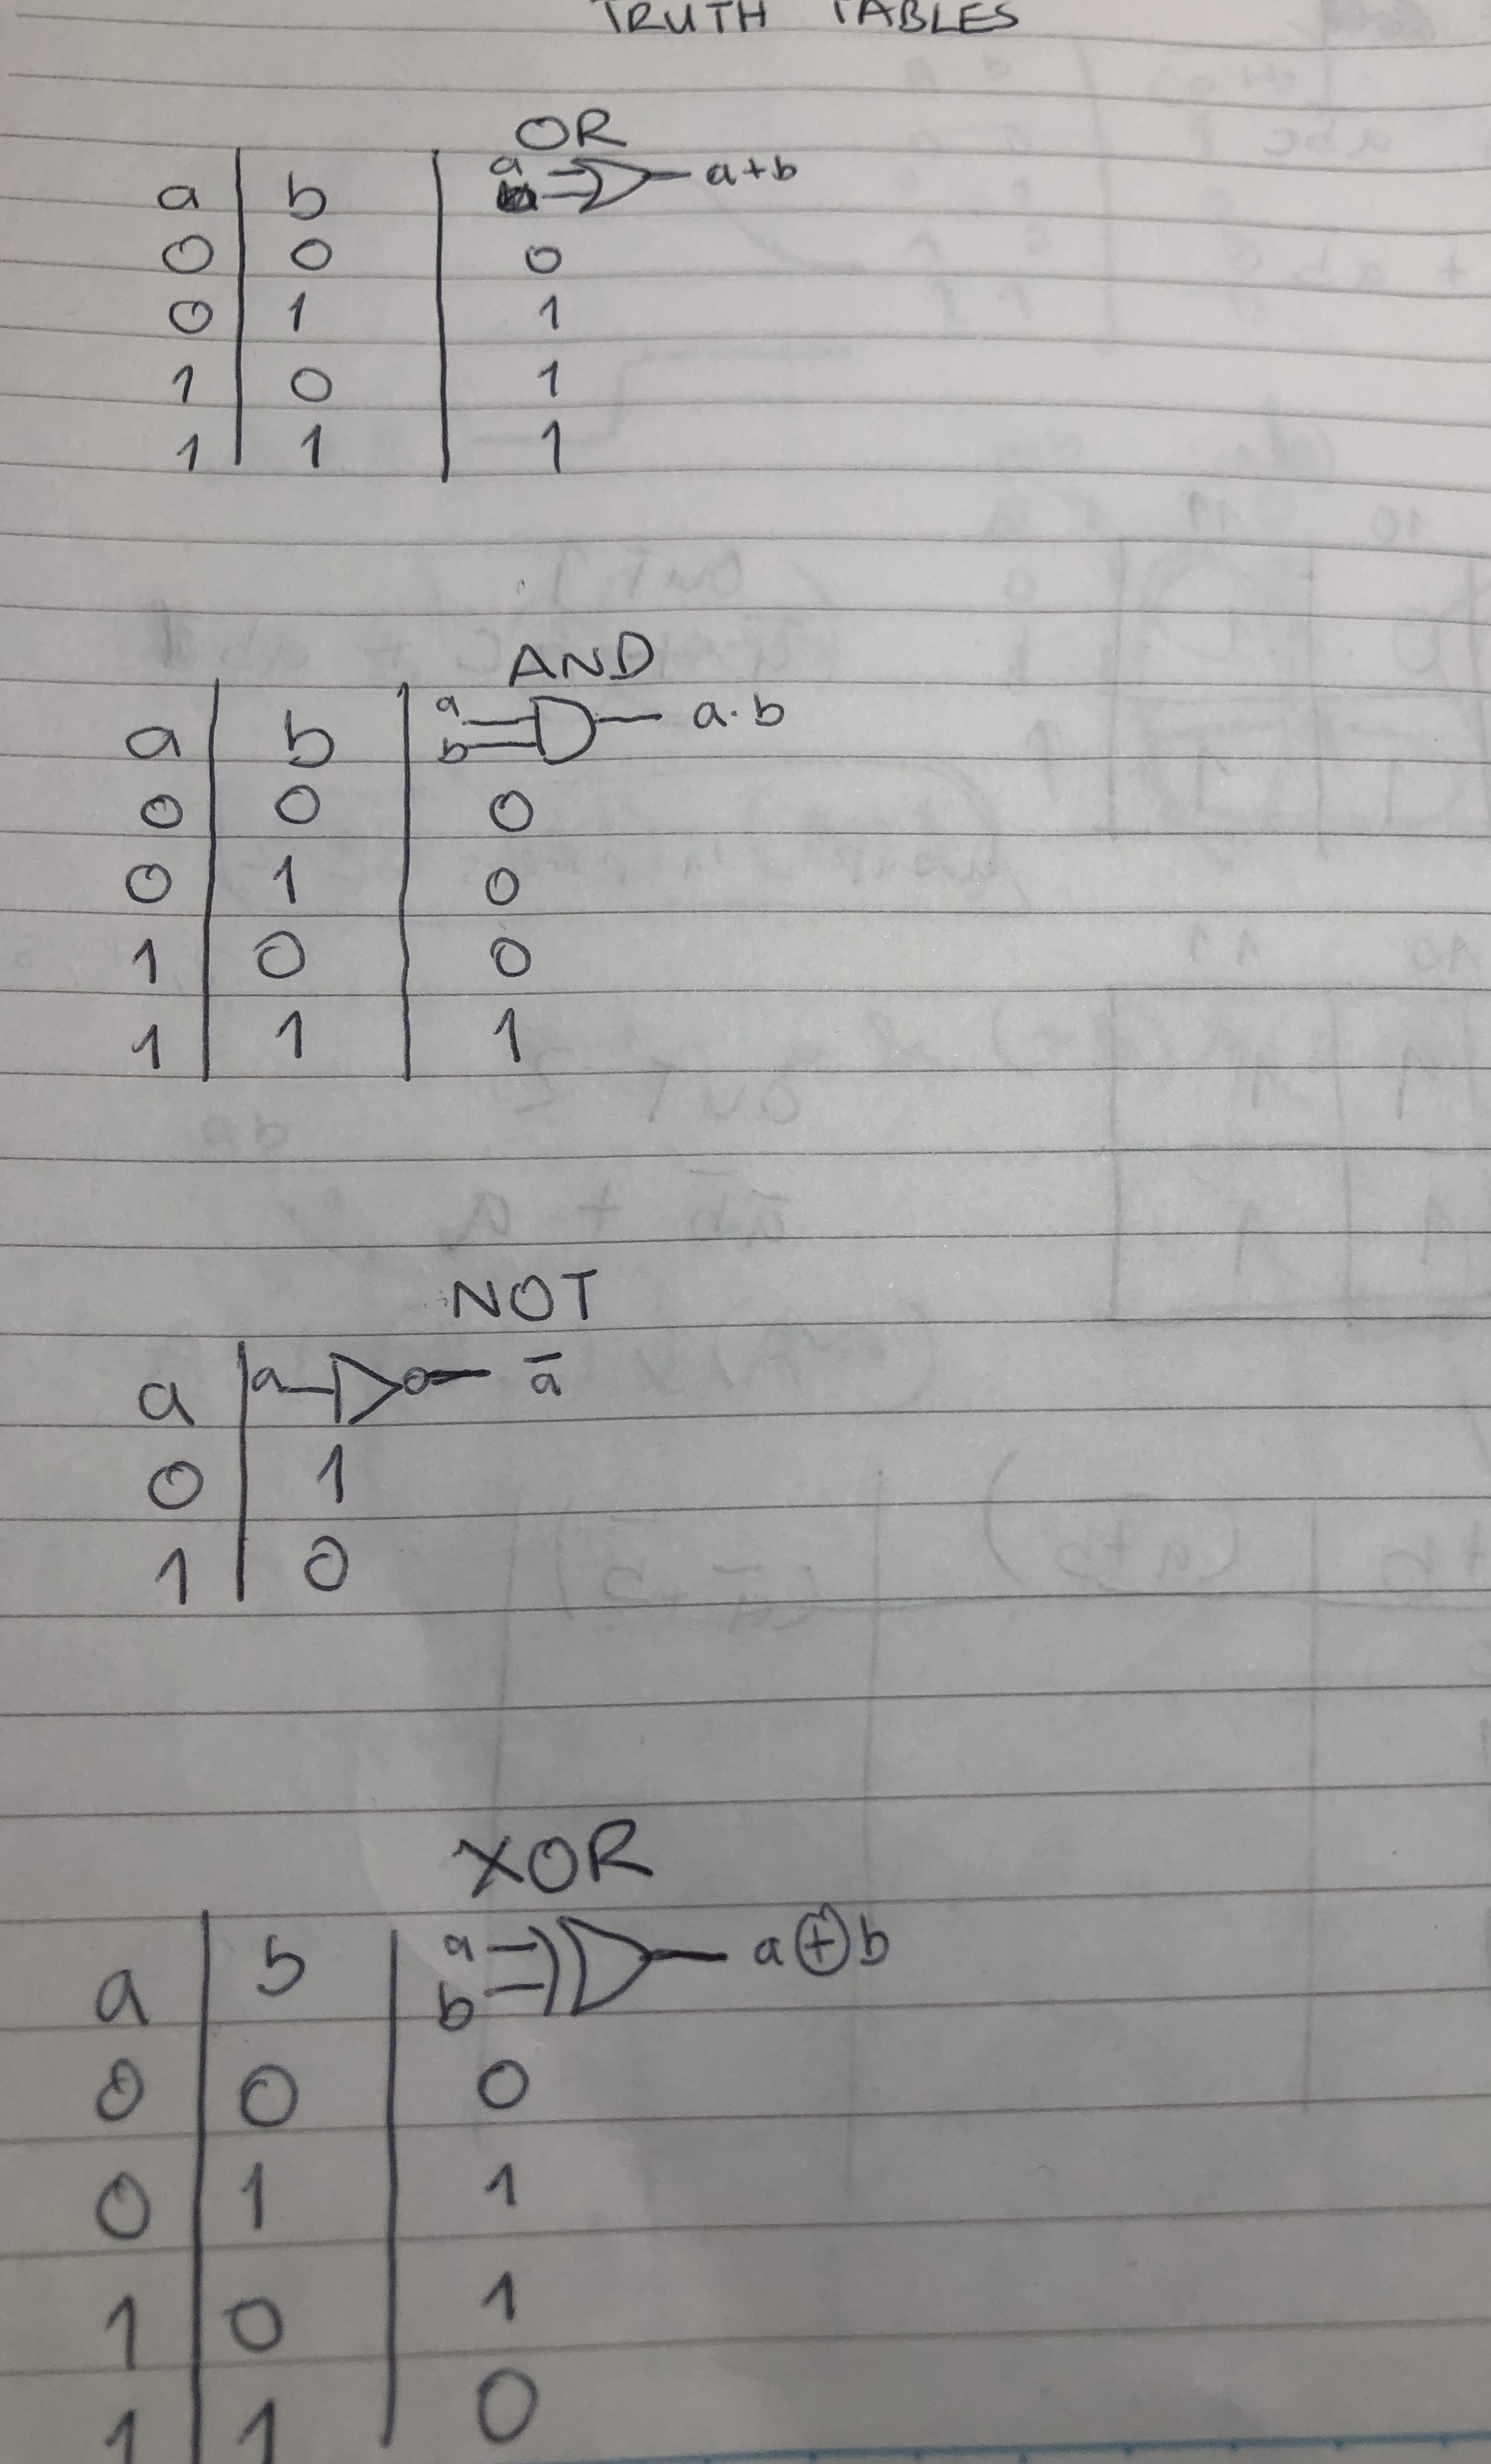 TRUTH TABLES
OR
a b a a+b
0 0 0
0 1 1
1 0 1
1 1 1
AND
a b a b a·b
0 0 0
0 1 0
1 0 0
1 1 1
NOT
a a ā
0 1
1 0
XOR
a b a b a⊕b
0 0 0
0 1 1
1 0 1
1 1 0